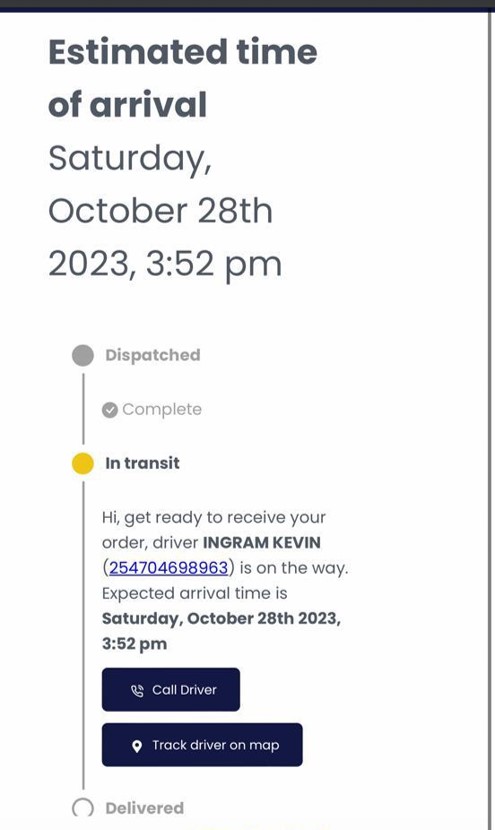 Estimated time
of arrival
Saturday,
October 28th
2023, 3:52 pm
Dispatched
Complete
In transit
Hi, get ready to receive your
order, driver INGRAM KEVIN
(254704698963) is on the way.
Expected arrival time is
Saturday, October 28th 2023,
3:52 pm
Call Driver
Track driver on map
Delivered